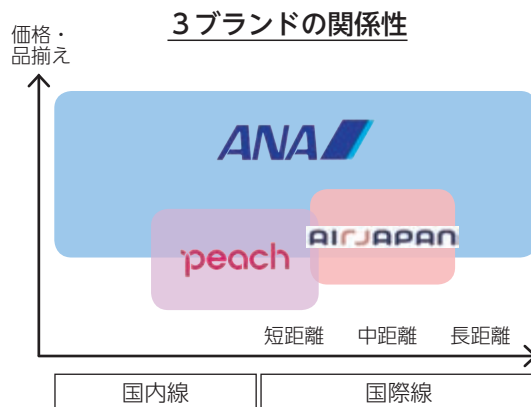 3ブランドの関係性
価格・
品揃え
ANA
peach
AIRJAPAN
短距離 中距離 長距離
国内線 国際線